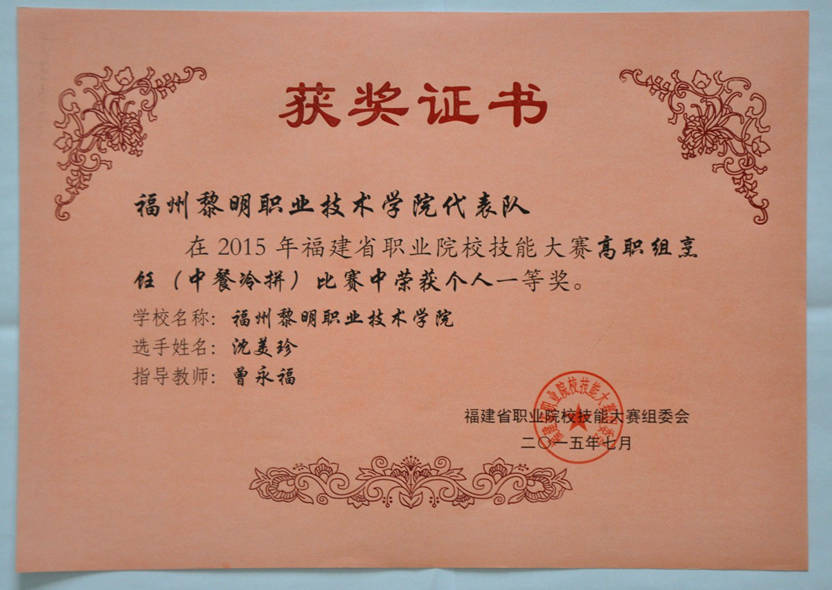 获奖证书
福州黎明职业技术学院代表队
在 2015 年福建省职业院校技能大赛高职组烹
饪（中餐冷拼）比赛中荣获个人一等奖。
学校名称：福州黎明职业技术学院
选手姓名：沈美珍
指导教师：曾永福
福建省职业院校技能大赛组委会
二〇一五年七月